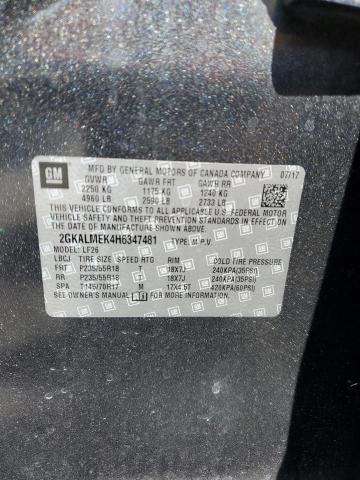 GM
MFD BY GENERAL MOTORS OF CANADA COMPANY 07/17
GVWR GAWR FRT GAWR RR
2250 KG 1175 KG 1240 KG
4960 LB 2590 LB 2733 LB
THIS VEHICLE CONFORMS TO ALL APPLICABLE U.S. FEDERAL MOTOR
VEHICLE SAFETY, BUMPER, AND THEFT PREVENTION STANDARDS IN EFFECT ON
THE DATE OF MANUFACTURE SHOWN ABOVE.
2GKALMEK4H6347481 TYPE: M.P.V.
MODEL: LF26
LBCJ TIRE SIZE SPEED RTG RIM COLD TIRE PRESSURE
FRT P235/55R18 T 18X7J 240KPA(35PSI)
RR P235/55R18 T 18X7J 240KPA(35PSI)
SPA T145/70R17 M 17X4.5T 420KPA(60PSI)
SEE OWNER'S MANUAL FOR ADDITIONAL INFORMATION